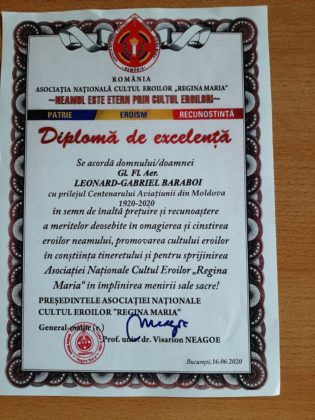 ROMÂNIA
ASOCIAȚIA NAȚIONALĂ CULTUL EROILOR „REGINA MARIA”
~NEAMUL ESTE ETERN PRIN CULTUL EROILOR!~
PATRIE EROISM RECUNOSTINTĂ
Diplomă de excelență
Se acordă domnului/doamnei
Gl. Fl. Aer.
LEONARD-GABRIEL BARABOI
cu prilejul Centenarului Aviațiunii din Moldova
1920-2020
în semn de înaltă prețuire și recunoaștere
a meritelor deosebite în omagierea și cinstirea
eroilor neamului, promovarea cultului eroilor
în conștiința tineretului și pentru sprijinirea
Asociației Naționale Cultul Eroilor „Regina
Maria“ în împlinirea menirii sale sacre!
PREȘEDINTELE ASOCIAȚIEI NAȚIONALE
CULTUL EROILOR "REGINA MARIA"
General-maior (r.)
Prof. univ. dr. Visarion NEAGOE
București, 16.06.2020